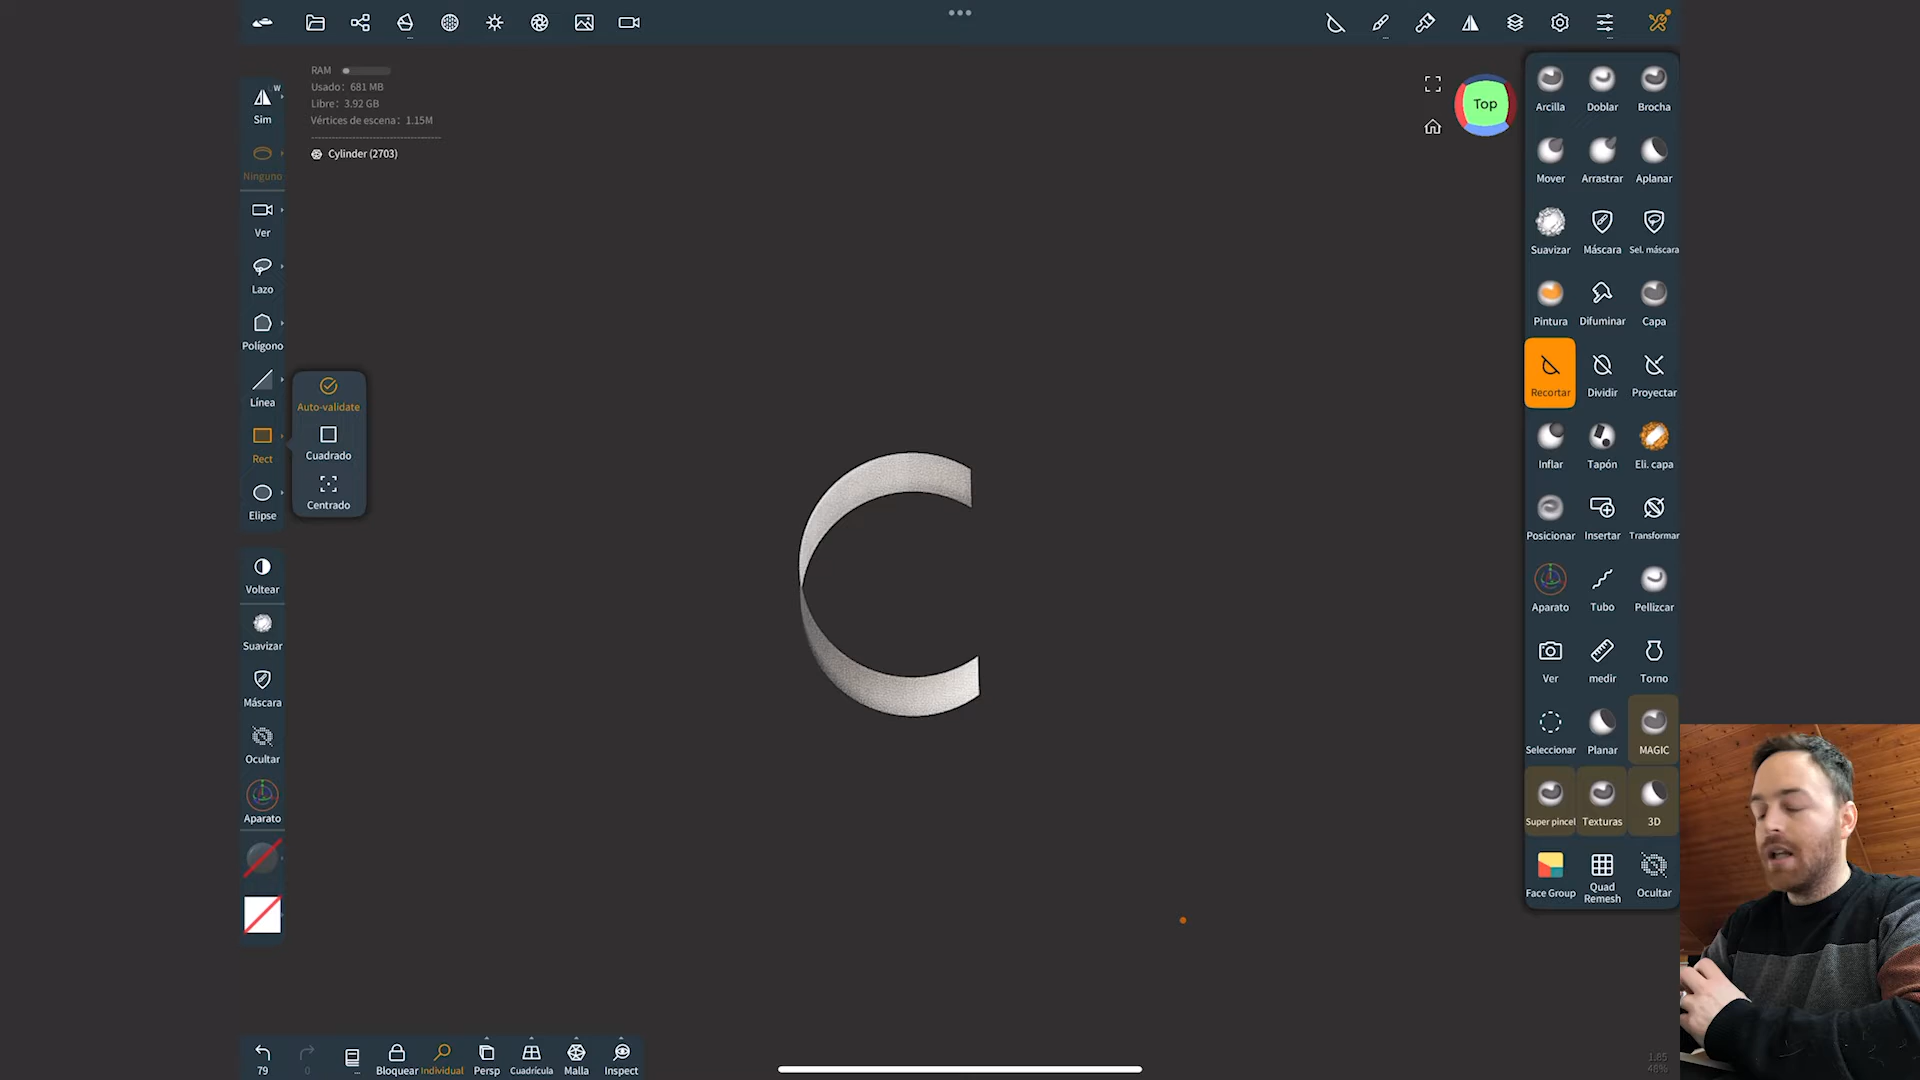 RAM
Usado: 681 MB
Libre: 3.92 GB
Vértices de escena: 1.15M
Cylinder (2703)
Top
W
Sim
Ninguno
Ver
Lazo
Polígono
Línea
Rect
Elipse
Auto-validate
Cuadrado
Centrado
Voltear
Suavizar
Máscara
Ocultar
Aparato
Arcilla
Doblar
Brocha
Mover
Arrastrar
Aplanar
Suavizar
Máscara
Sel. máscara
Pintura
Difuminar
Capa
Recortar
Dividir
Proyectar
Inflar
Tapón
Eli. capa
Posicionar
Insertar
Transformar
Aparato
Tubo
Pellizcar
Ver
medir
Torno
Seleccionar
Planar
MAGIC
Super pincel
Texturas
3D
Face Group
Quad
Remesh
Ocultar
79
0
Bloquear
Individual
Persp
Cuadrícula
Malla
Inspect
1.85
48%